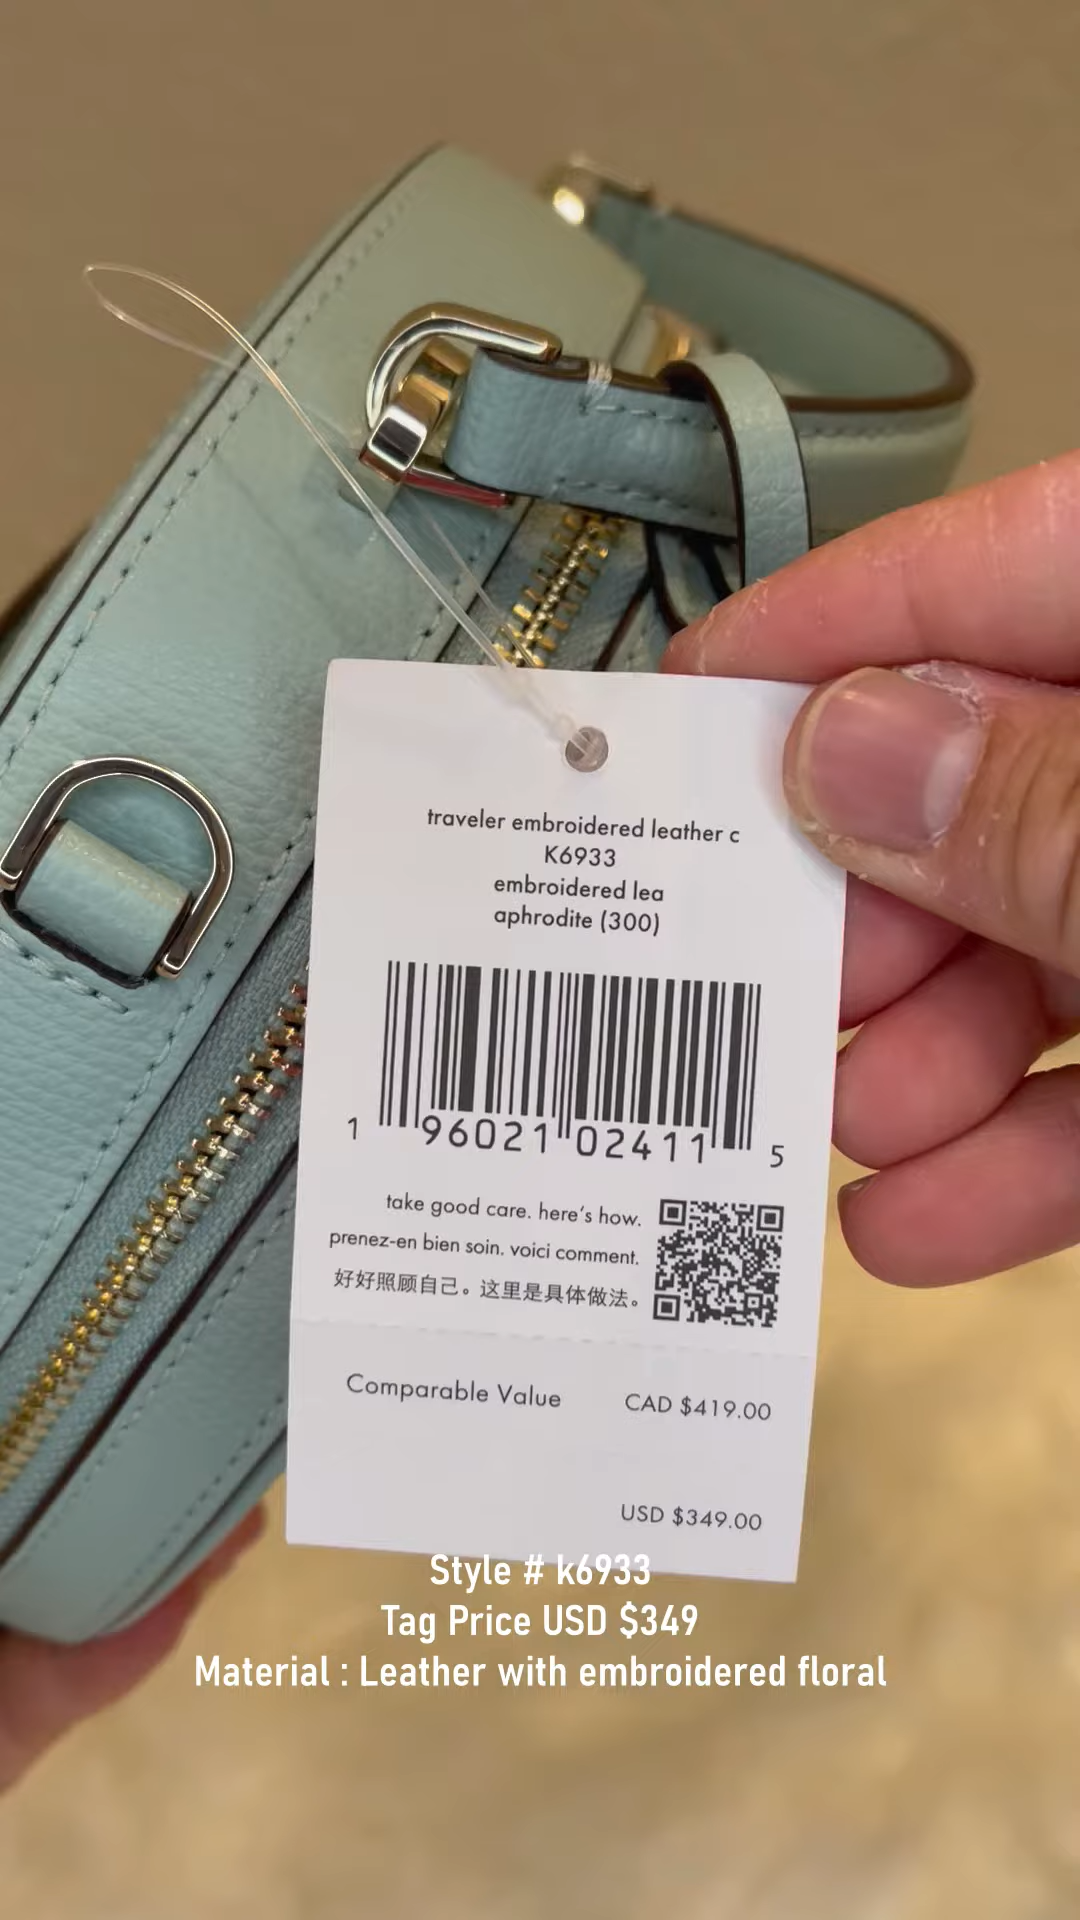 traveler embroidered leather c
K6933
embroidered lea
aphrodite (300)
1 96021 02411 5
take good care. here's how.
prenez-en bien soin. voici comment.
好好照顾自己。这里是具体做法。
Comparable Value CAD $419.00
USD $349.00
Style # k6933
Tag Price USD $349
Material : Leather with embroidered floral